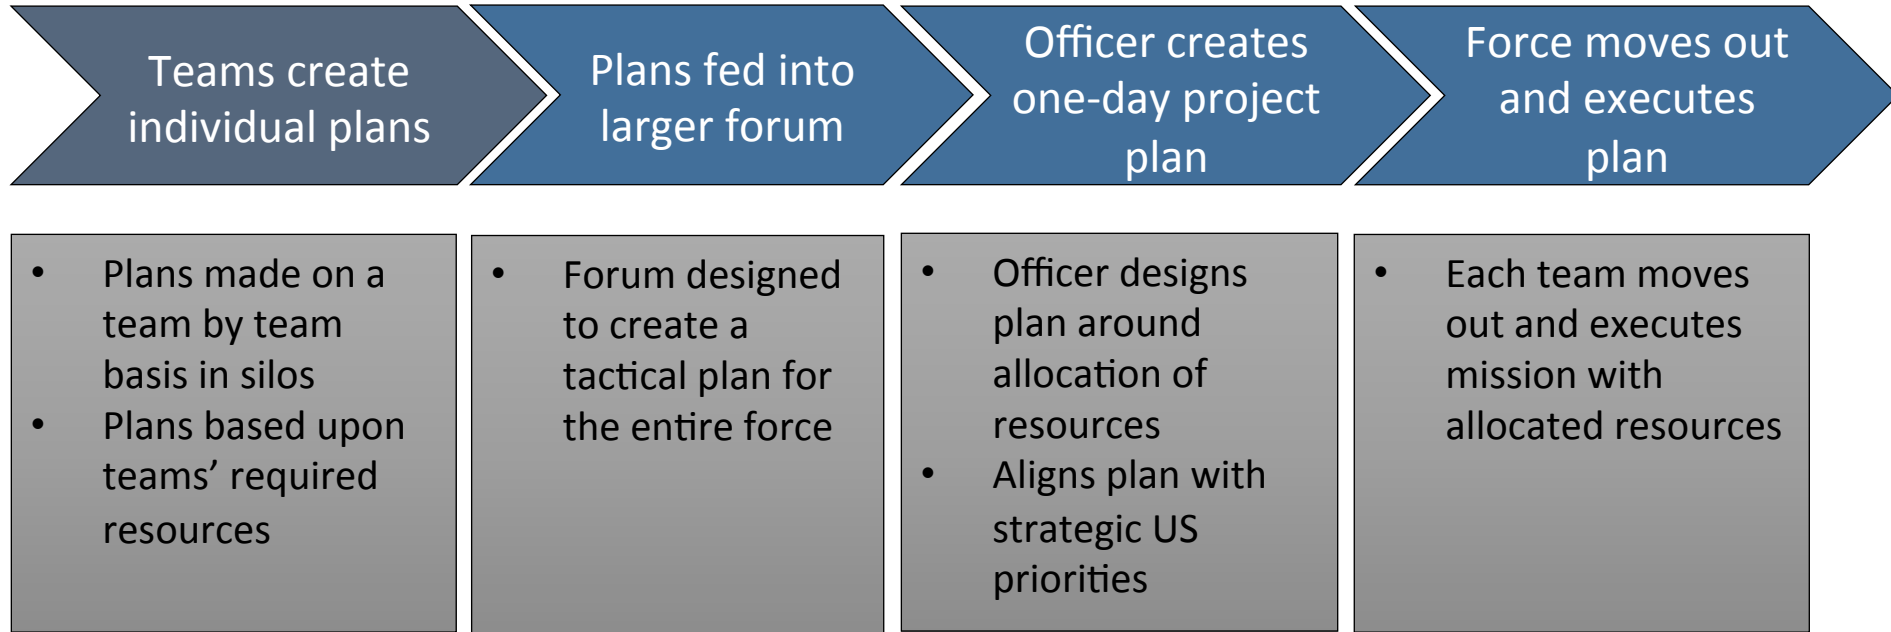 Teams create
individual plans
Plans fed into
larger forum
Officer creates
one-day project
plan
Force moves out
and executes
plan
• Plans made on a
team by team
basis in silos
• Plans based upon
teams’ required
resources
• Forum designed
to create a
tactical plan for
the entire force
• Officer designs
plan around
allocation of
resources
• Aligns plan with
strategic US
priorities
• Each team moves
out and executes
mission with
allocated resources